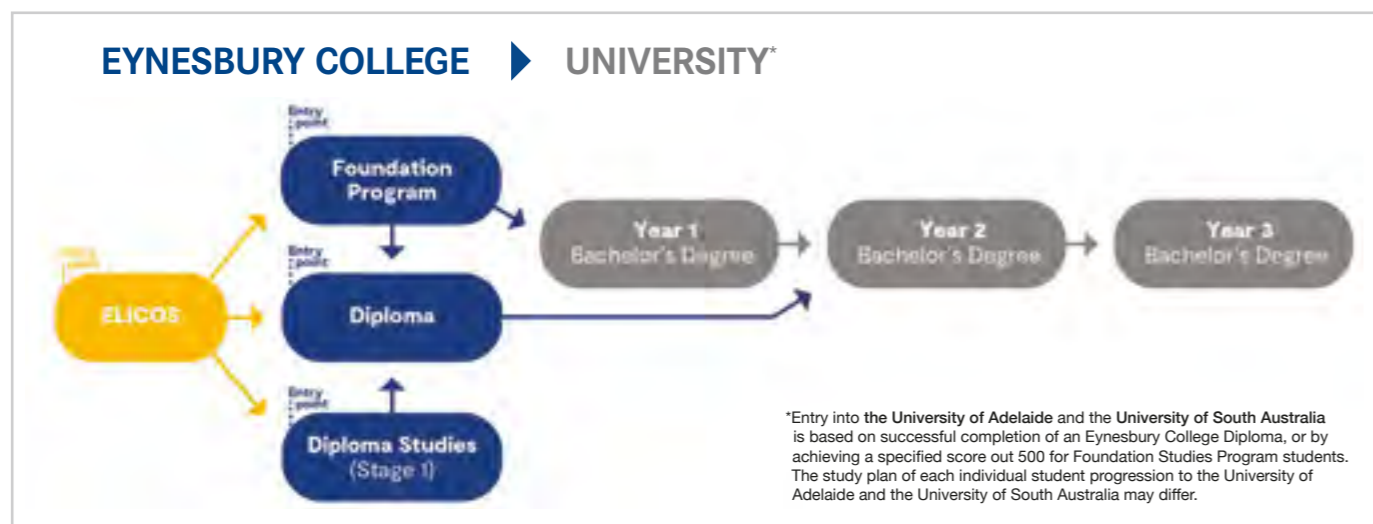 EYNESBURY COLLEGE UNIVERSITY*
Entry
point
Foundation
Program
Entry
point
Year 1
Bachelor's Degree
Year 2
Bachelor's Degree
Year 3
Bachelor's Degree
ELICOS
Entry
point
Diploma
Entry
point
Diploma Studies
(Stage 1)
*Entry into the University of Adelaide and the University of South Australia
is based on successful completion of an Eynesbury College Diploma, or by
achieving a specified score out 500 for Foundation Studies Program students.
The study plan of each individual student progression to the University of
Adelaide and the University of South Australia may differ.